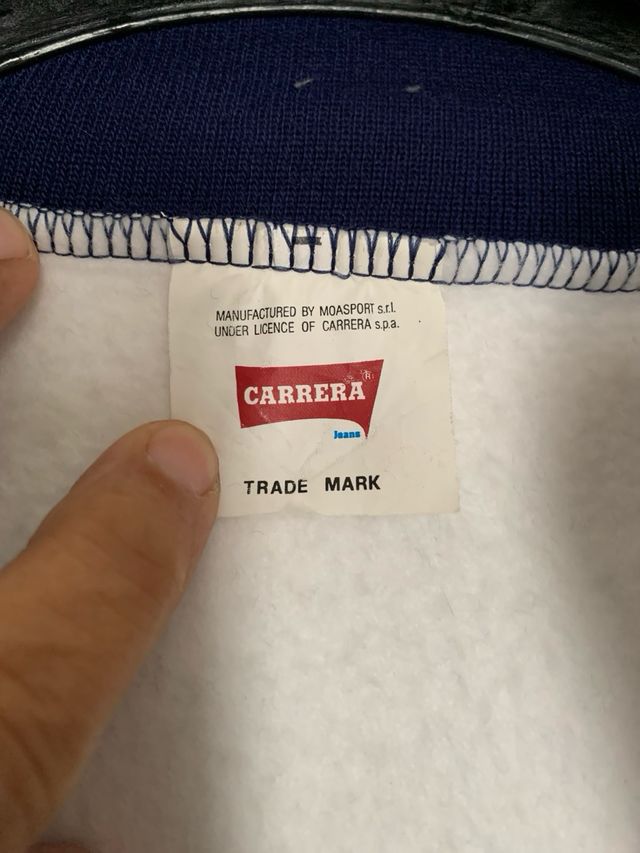 MANUFACTURED BY MOASPORT s.r.l.
UNDER LICENCE OF CARRERA s.p.a.
CARRERA ®
Jeans
TRADE MARK